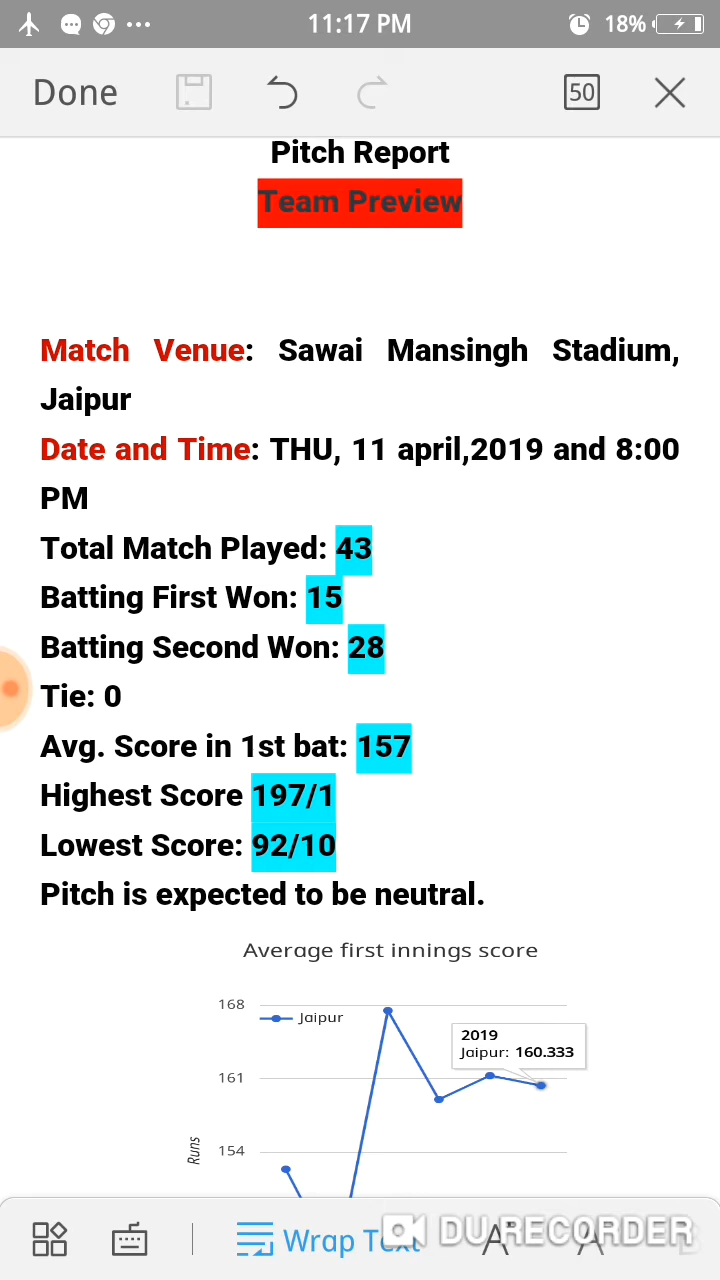 11:17 PM
18%
Done
50
Pitch Report
Team Preview
Match Venue: Sawai Mansingh Stadium,
Jaipur
Date and Time: THU, 11 april,2019 and 8:00
PM
Total Match Played: 43
Batting First Won: 15
Batting Second Won: 28
Tie: 0
Avg. Score in 1st bat: 157
Highest Score 197/1
Lowest Score: 92/10
Pitch is expected to be neutral.
Average first innings score
168
Jaipur
2019
Jaipur: 160.333
161
Runs
154
Wrap Text
DU RECORDER